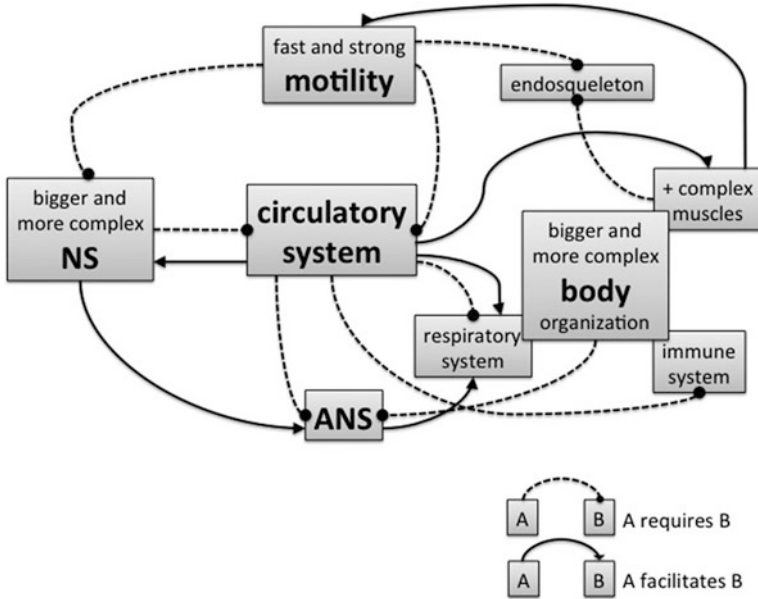 fast and strong
motility
endosqueleton
bigger and
more complex
NS
circulatory
system
+ complex
muscles
bigger and
more complex
body
organization
respiratory
system
immune
system
ANS
A B A requires B
A B A facilitates B